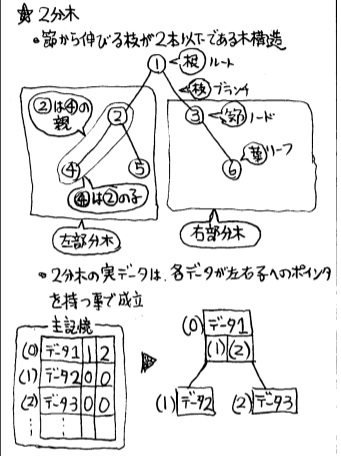 ☆2分木
・節から伸びる枝が2本以下である木構造
① 根 ルート
枝 ブランチ
②は④の
親
② ③ 節 ノード
④ ⑤ ⑥ 葉 リーフ
④は②の子
左部分木 右部分木
・2分木の実データは、各データが左右子へのポインタ
を持つ事で成立
主記憶
(0) データ1 1 2
(1) データ2 0 0
(2) データ3 0 0
(0) データ1
(1) (2)
(1) データ2 (2) データ3